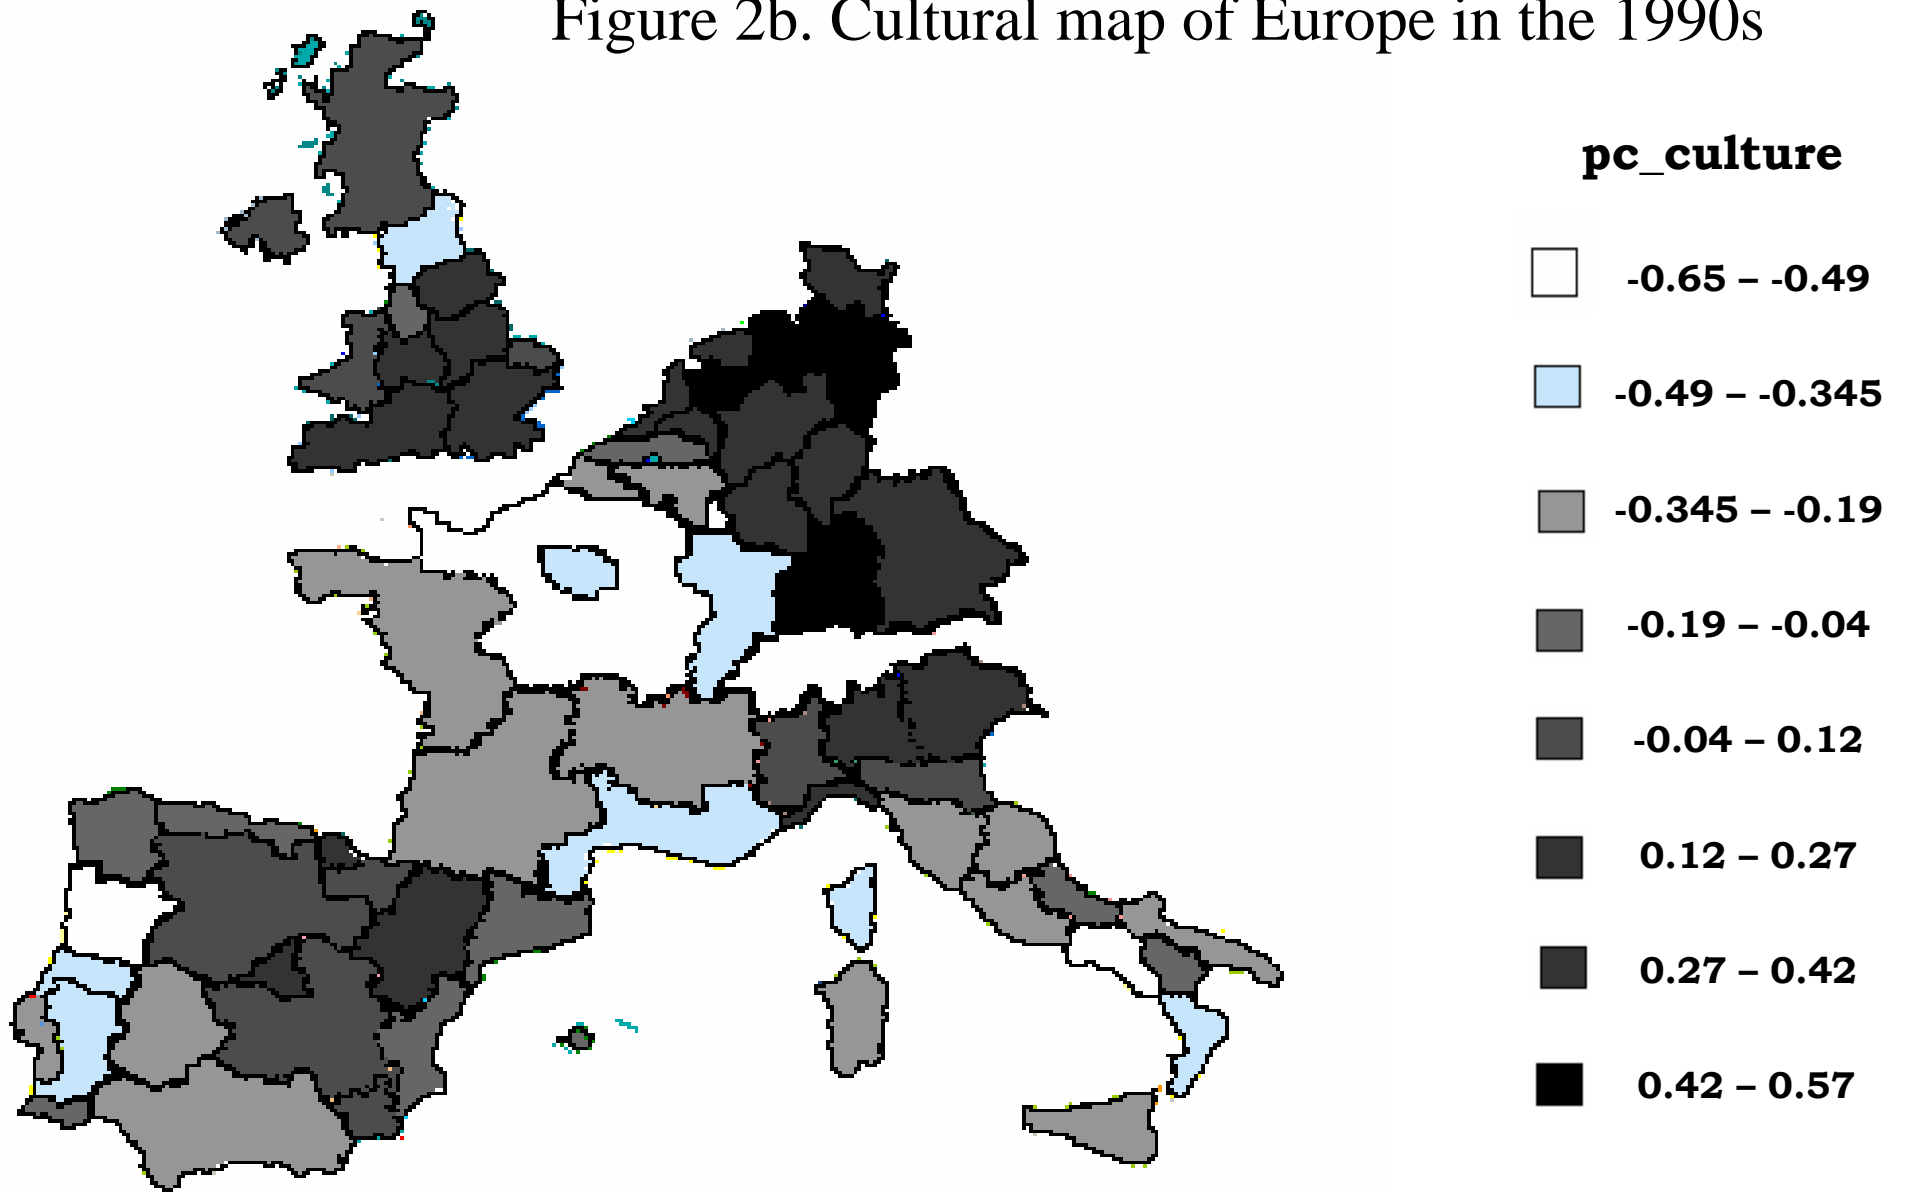 Figure 2b. Cultural map of Europe in the 1990s
pc_culture
-0.65 – -0.49
-0.49 – -0.345
-0.345 – -0.19
-0.19 – -0.04
-0.04 – 0.12
0.12 – 0.27
0.27 – 0.42
0.42 – 0.57